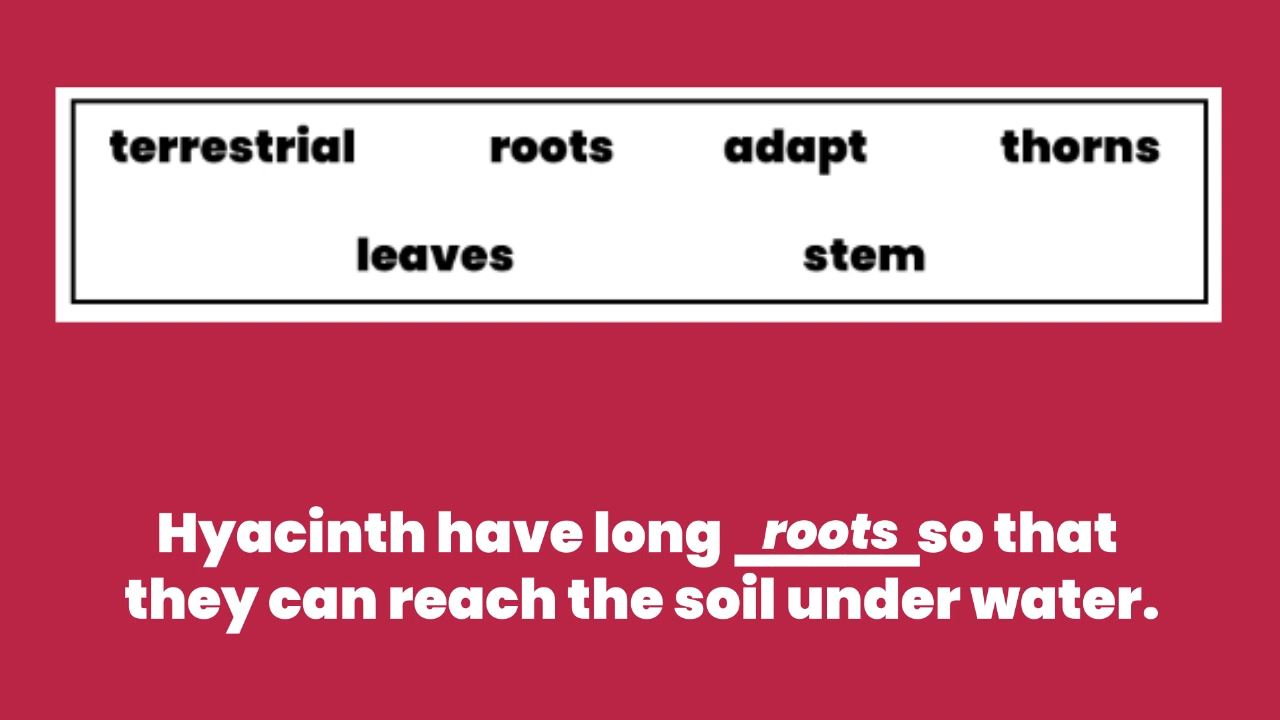 terrestrial roots adapt thorns
leaves stem
Hyacinth have long roots so that
they can reach the soil under water.